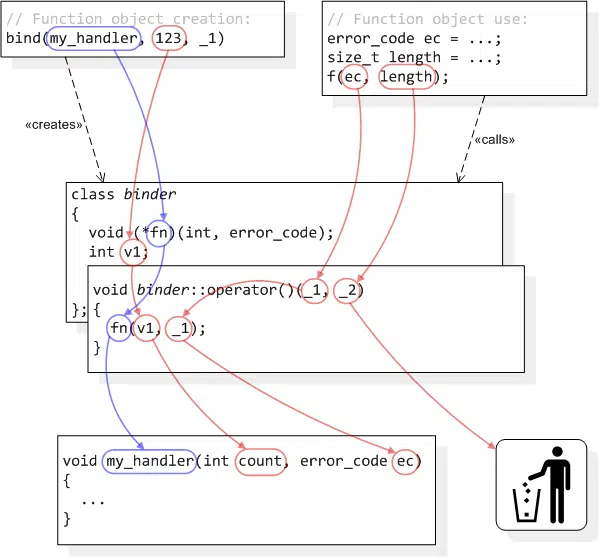 // Function object creation:
bind(my_handler, 123, _1)
// Function object use:
error_code ec = ...;
size_t length = ...;
f(ec, length);
«creates»
«calls»
class binder
{
void (*fn)(int, error_code);
int v1;
void binder::operator()(_1, _2)
}; {
fn(v1, _1);
}
void my_handler(int count, error_code ec)
{
...
}